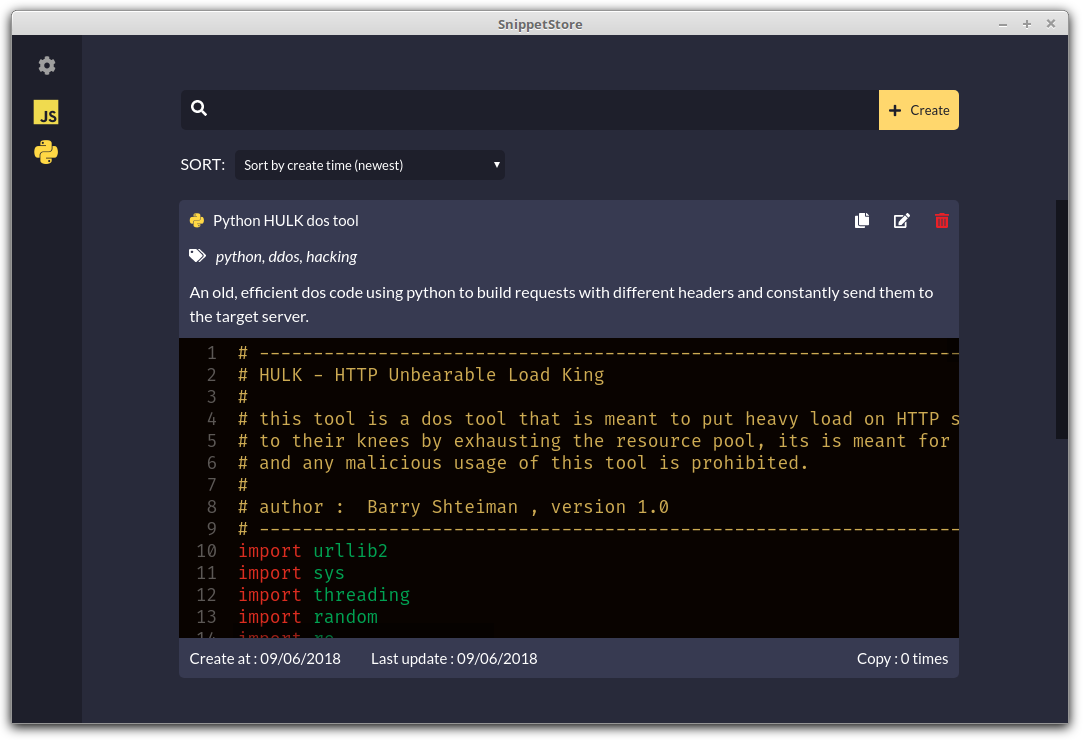 SnippetStore
JS
Create
SORT: Sort by create time (newest)
Python HULK dos tool
python, ddos, hacking
An old, efficient dos code using python to build requests with different headers and constantly send them to
the target server.
1 # -----------------------------------------------------------------
2 # HULK - HTTP Unbearable Load King
3 #
4 # this tool is a dos tool that is meant to put heavy load on HTTP s
5 # to their knees by exhausting the resource pool, its is meant for
6 # and any malicious usage of this tool is prohibited.
7 #
8 # author :  Barry Shteiman , version 1.0
9 # -----------------------------------------------------------------
10 import urllib2
11 import sys
12 import threading
13 import random
14 import re
Create at : 09/06/2018 Last update : 09/06/2018 Copy : 0 times